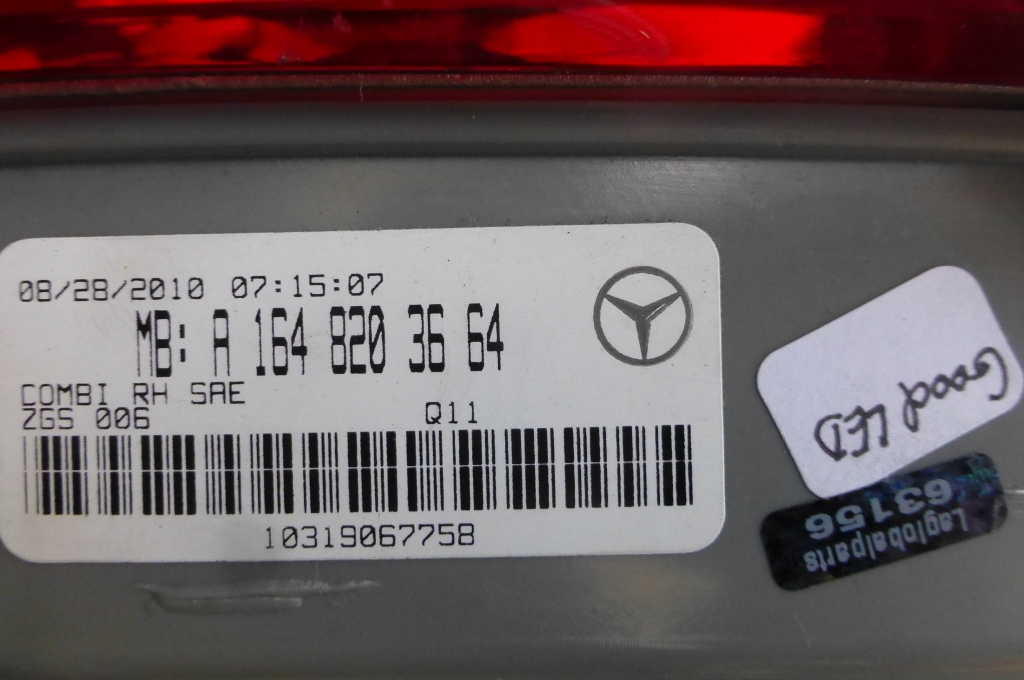 08/28/2010 07:15:07
MB: A 164 820 36 64
COMBI RH SAE
ZGS 006 Q11
10319067758
Good LED
Laglobalparts
63156